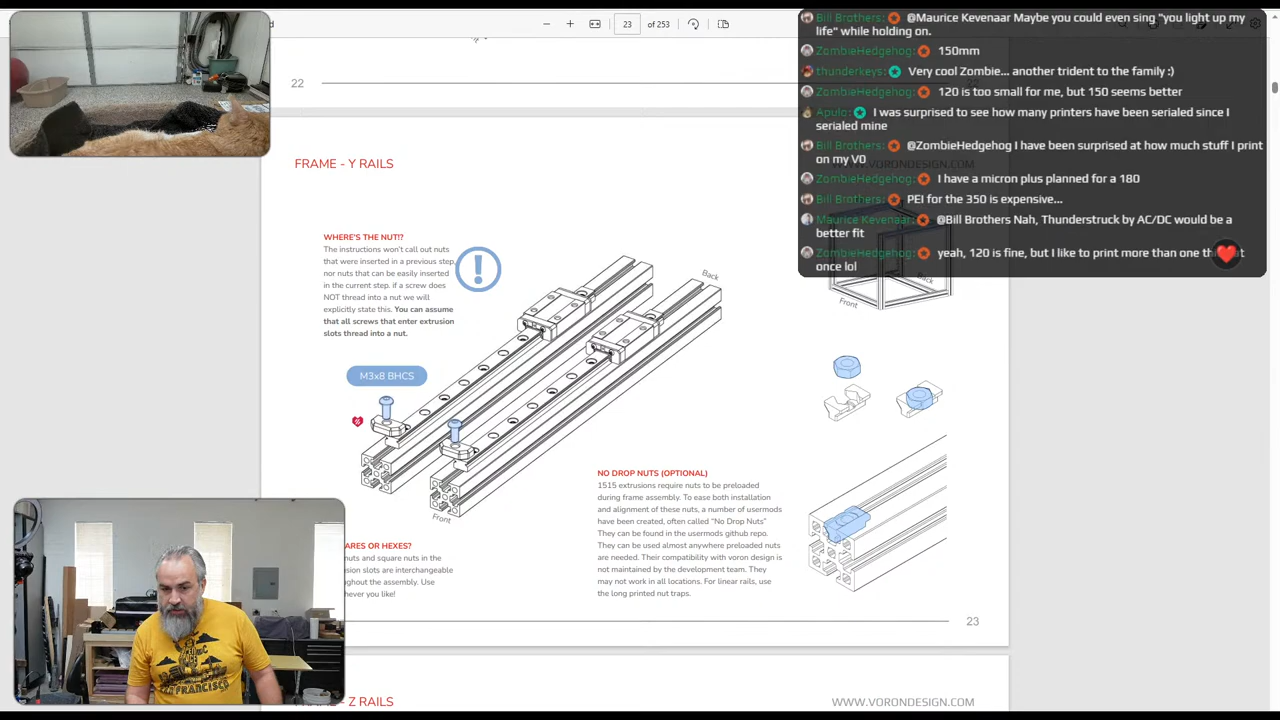 23 of 253
22
FRAME - Y RAILS
WHERE'S THE NUT!?
The instructions won't call out nuts
that were inserted in a previous step,
nor nuts that can be easily inserted
in the current step. if a screw does
NOT thread into a nut we will
explicitly state this. You can assume
that all screws that enter extrusion
slots thread into a nut.
M3x8 BHCS
Back
Front
ARES OR HEXES?
nuts and square nuts in the
usion slots are interchangeable
ughout the assembly. Use
hever you like!
NO DROP NUTS (OPTIONAL)
1515 extrusions require nuts to be preloaded
during frame assembly. To ease both installation
and alignment of these nuts, a number of usermods
have been created, often called "No Drop Nuts"
They can be found in the usermods github repo.
They can be used almost anywhere preloaded nuts
are needed. Their compatibility with voron design is
not maintained by the development team. They
may not work in all locations. For linear rails, use
the long printed nut traps.
Back
Front
23
WWW.VORONDESIGN.COM
Z RAILS
Bill Brothers: @Maurice Kevenaar Maybe you could even sing "you light up my
life" while holding on.
ZombieHedgehog: 150mm
thunderkeys: Very cool Zombie... another trident to the family :)
ZombieHedgehog: 120 is too small for me, but 150 seems better
Apulo: I was surprised to see how many printers have been serialed since I
serialed mine
Bill Brothers: @ZombieHedgehog I have been surprised at how much stuff I print
on my V0
ZombieHedgehog: I have a micron plus planned for a 180
Bill Brothers: PEI for the 350 is expensive...
Maurice Kevenaar: @Bill Brothers Nah, Thunderstruck by AC/DC would be a
better fit
ZombieHedgehog: yeah, 120 is fine, but I like to print more than one at
once lol
SAN FRANCISCO